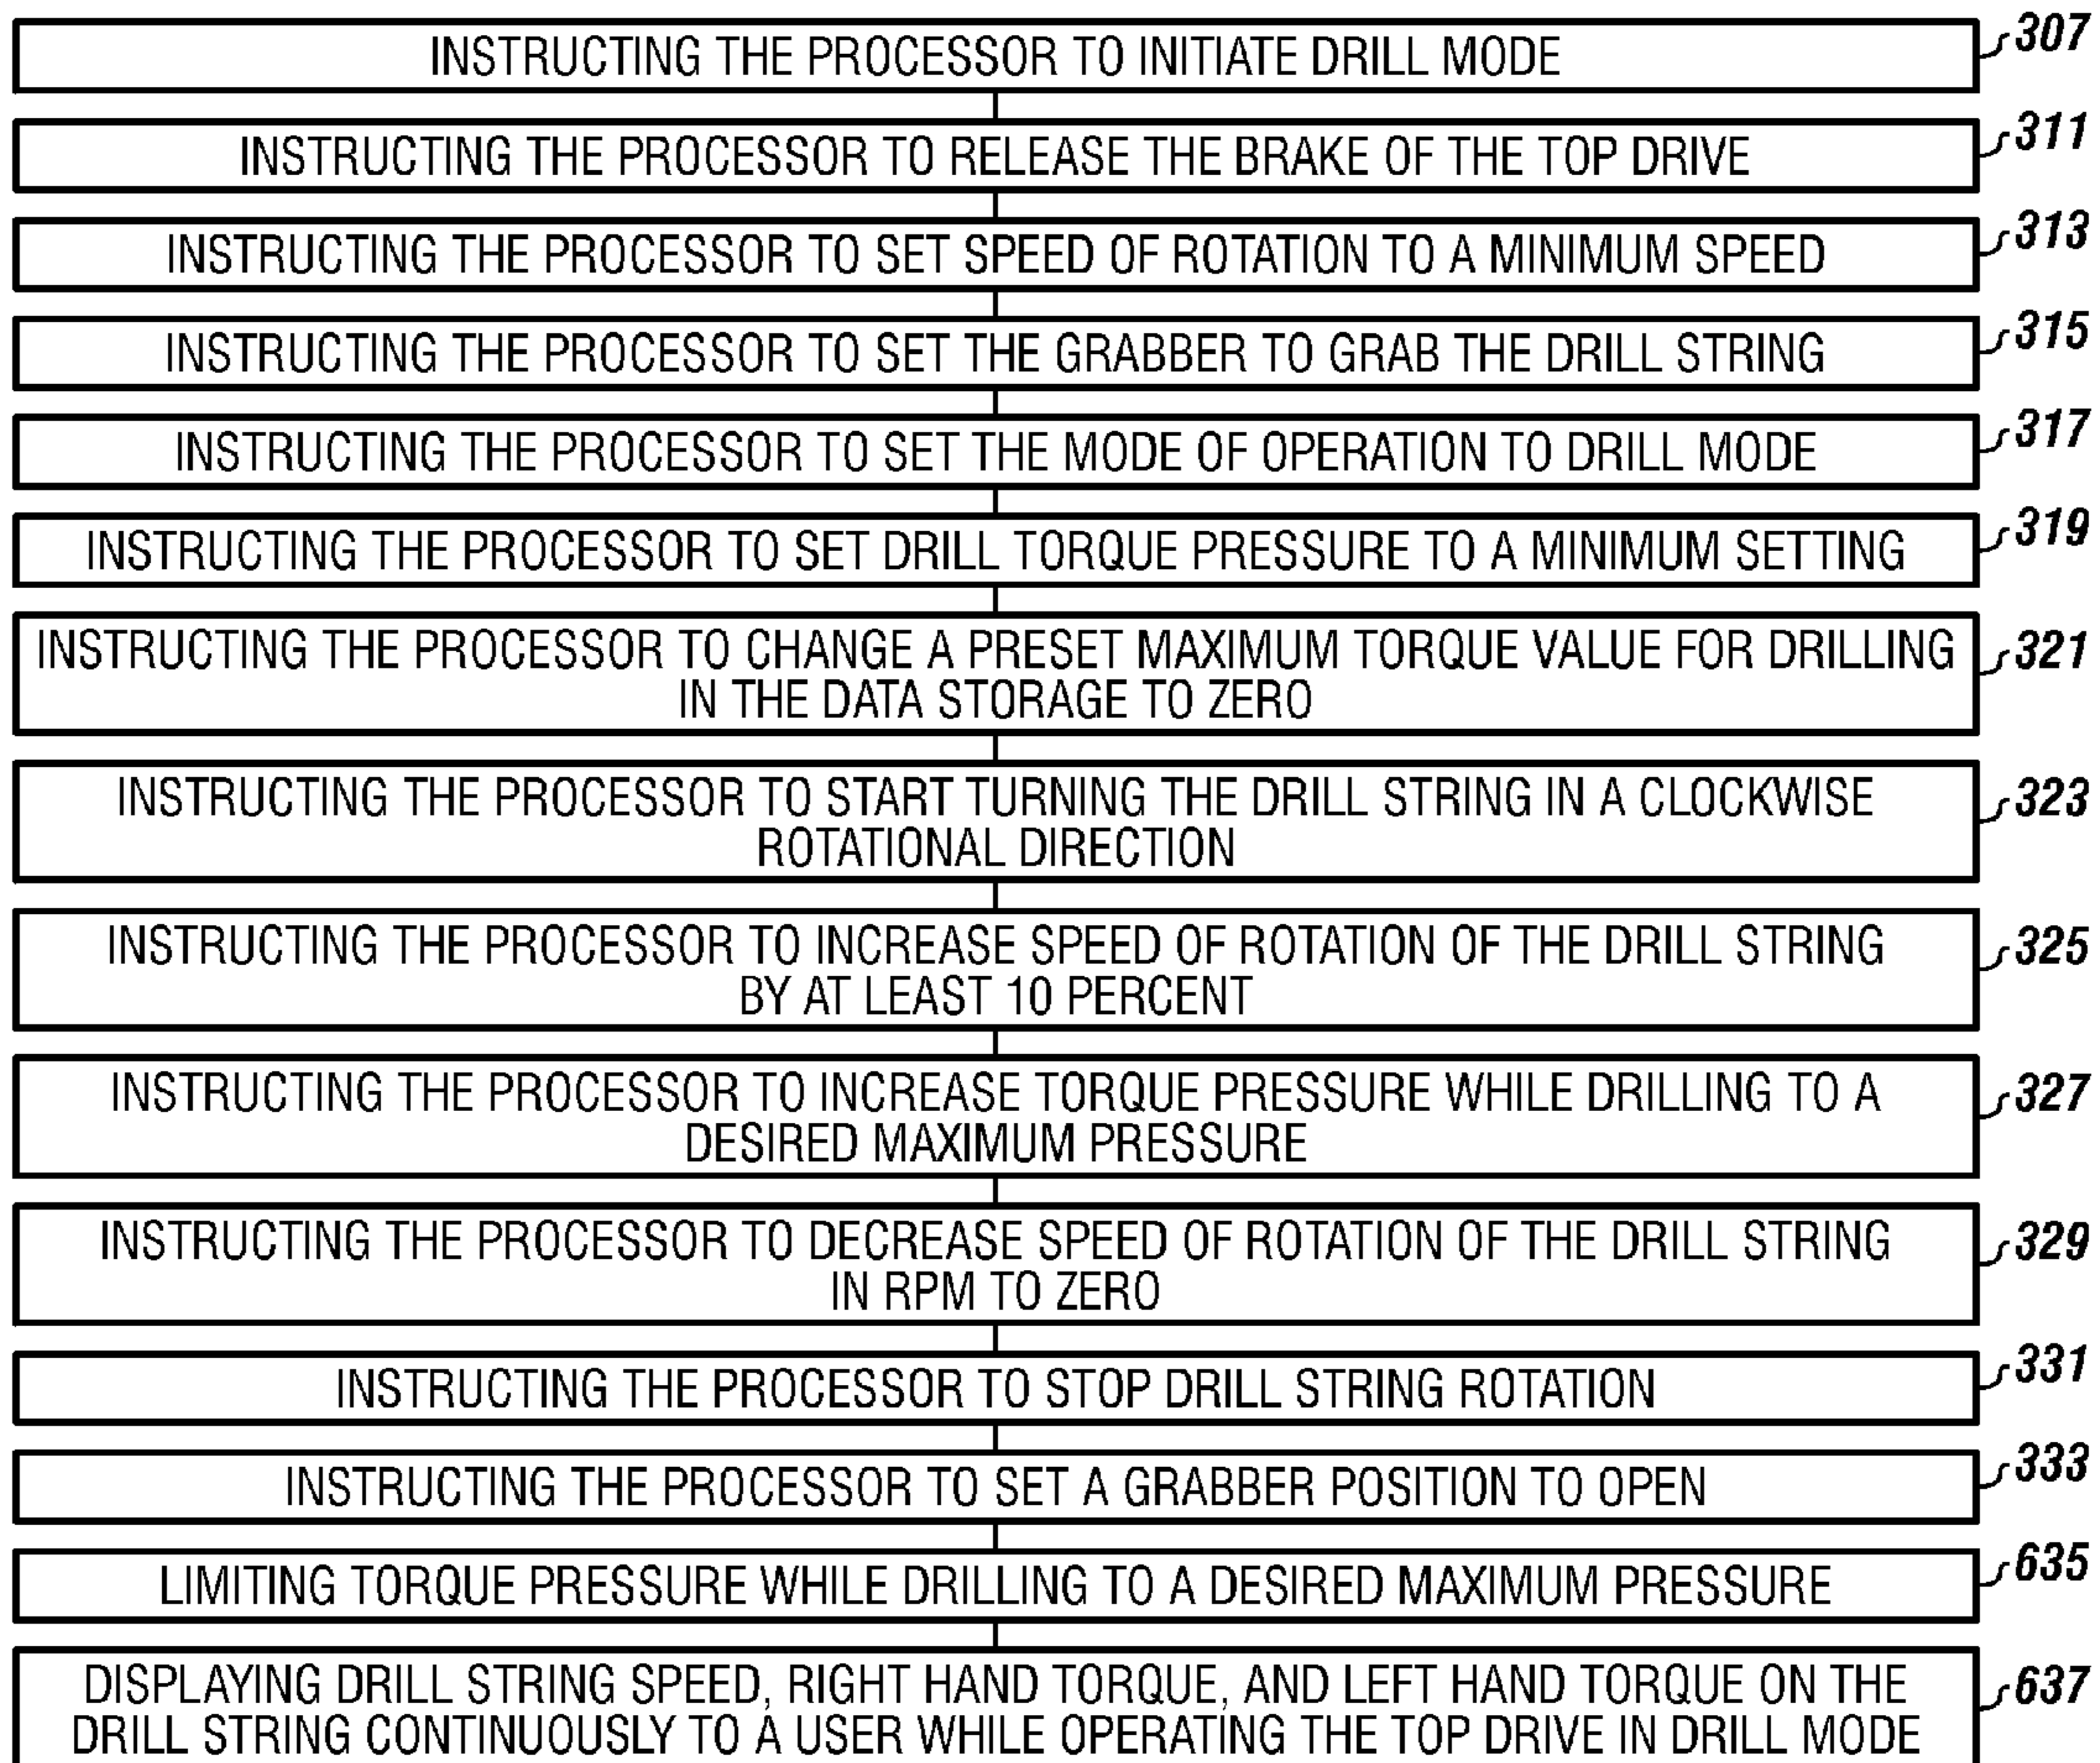 INSTRUCTING THE PROCESSOR TO INITIATE DRILL MODE 307
INSTRUCTING THE PROCESSOR TO RELEASE THE BRAKE OF THE TOP DRIVE 311
INSTRUCTING THE PROCESSOR TO SET SPEED OF ROTATION TO A MINIMUM SPEED 313
INSTRUCTING THE PROCESSOR TO SET THE GRABBER TO GRAB THE DRILL STRING 315
INSTRUCTING THE PROCESSOR TO SET THE MODE OF OPERATION TO DRILL MODE 317
INSTRUCTING THE PROCESSOR TO SET DRILL TORQUE PRESSURE TO A MINIMUM SETTING 319
INSTRUCTING THE PROCESSOR TO CHANGE A PRESET MAXIMUM TORQUE VALUE FOR DRILLING 321
IN THE DATA STORAGE TO ZERO
INSTRUCTING THE PROCESSOR TO START TURNING THE DRILL STRING IN A CLOCKWISE 323
ROTATIONAL DIRECTION
INSTRUCTING THE PROCESSOR TO INCREASE SPEED OF ROTATION OF THE DRILL STRING 325
BY AT LEAST 10 PERCENT
INSTRUCTING THE PROCESSOR TO INCREASE TORQUE PRESSURE WHILE DRILLING TO A 327
DESIRED MAXIMUM PRESSURE
INSTRUCTING THE PROCESSOR TO DECREASE SPEED OF ROTATION OF THE DRILL STRING 329
IN RPM TO ZERO
INSTRUCTING THE PROCESSOR TO STOP DRILL STRING ROTATION 331
INSTRUCTING THE PROCESSOR TO SET A GRABBER POSITION TO OPEN 333
LIMITING TORQUE PRESSURE WHILE DRILLING TO A DESIRED MAXIMUM PRESSURE 635
DISPLAYING DRILL STRING SPEED, RIGHT HAND TORQUE, AND LEFT HAND TORQUE ON THE 637
DRILL STRING CONTINUOUSLY TO A USER WHILE OPERATING THE TOP DRIVE IN DRILL MODE